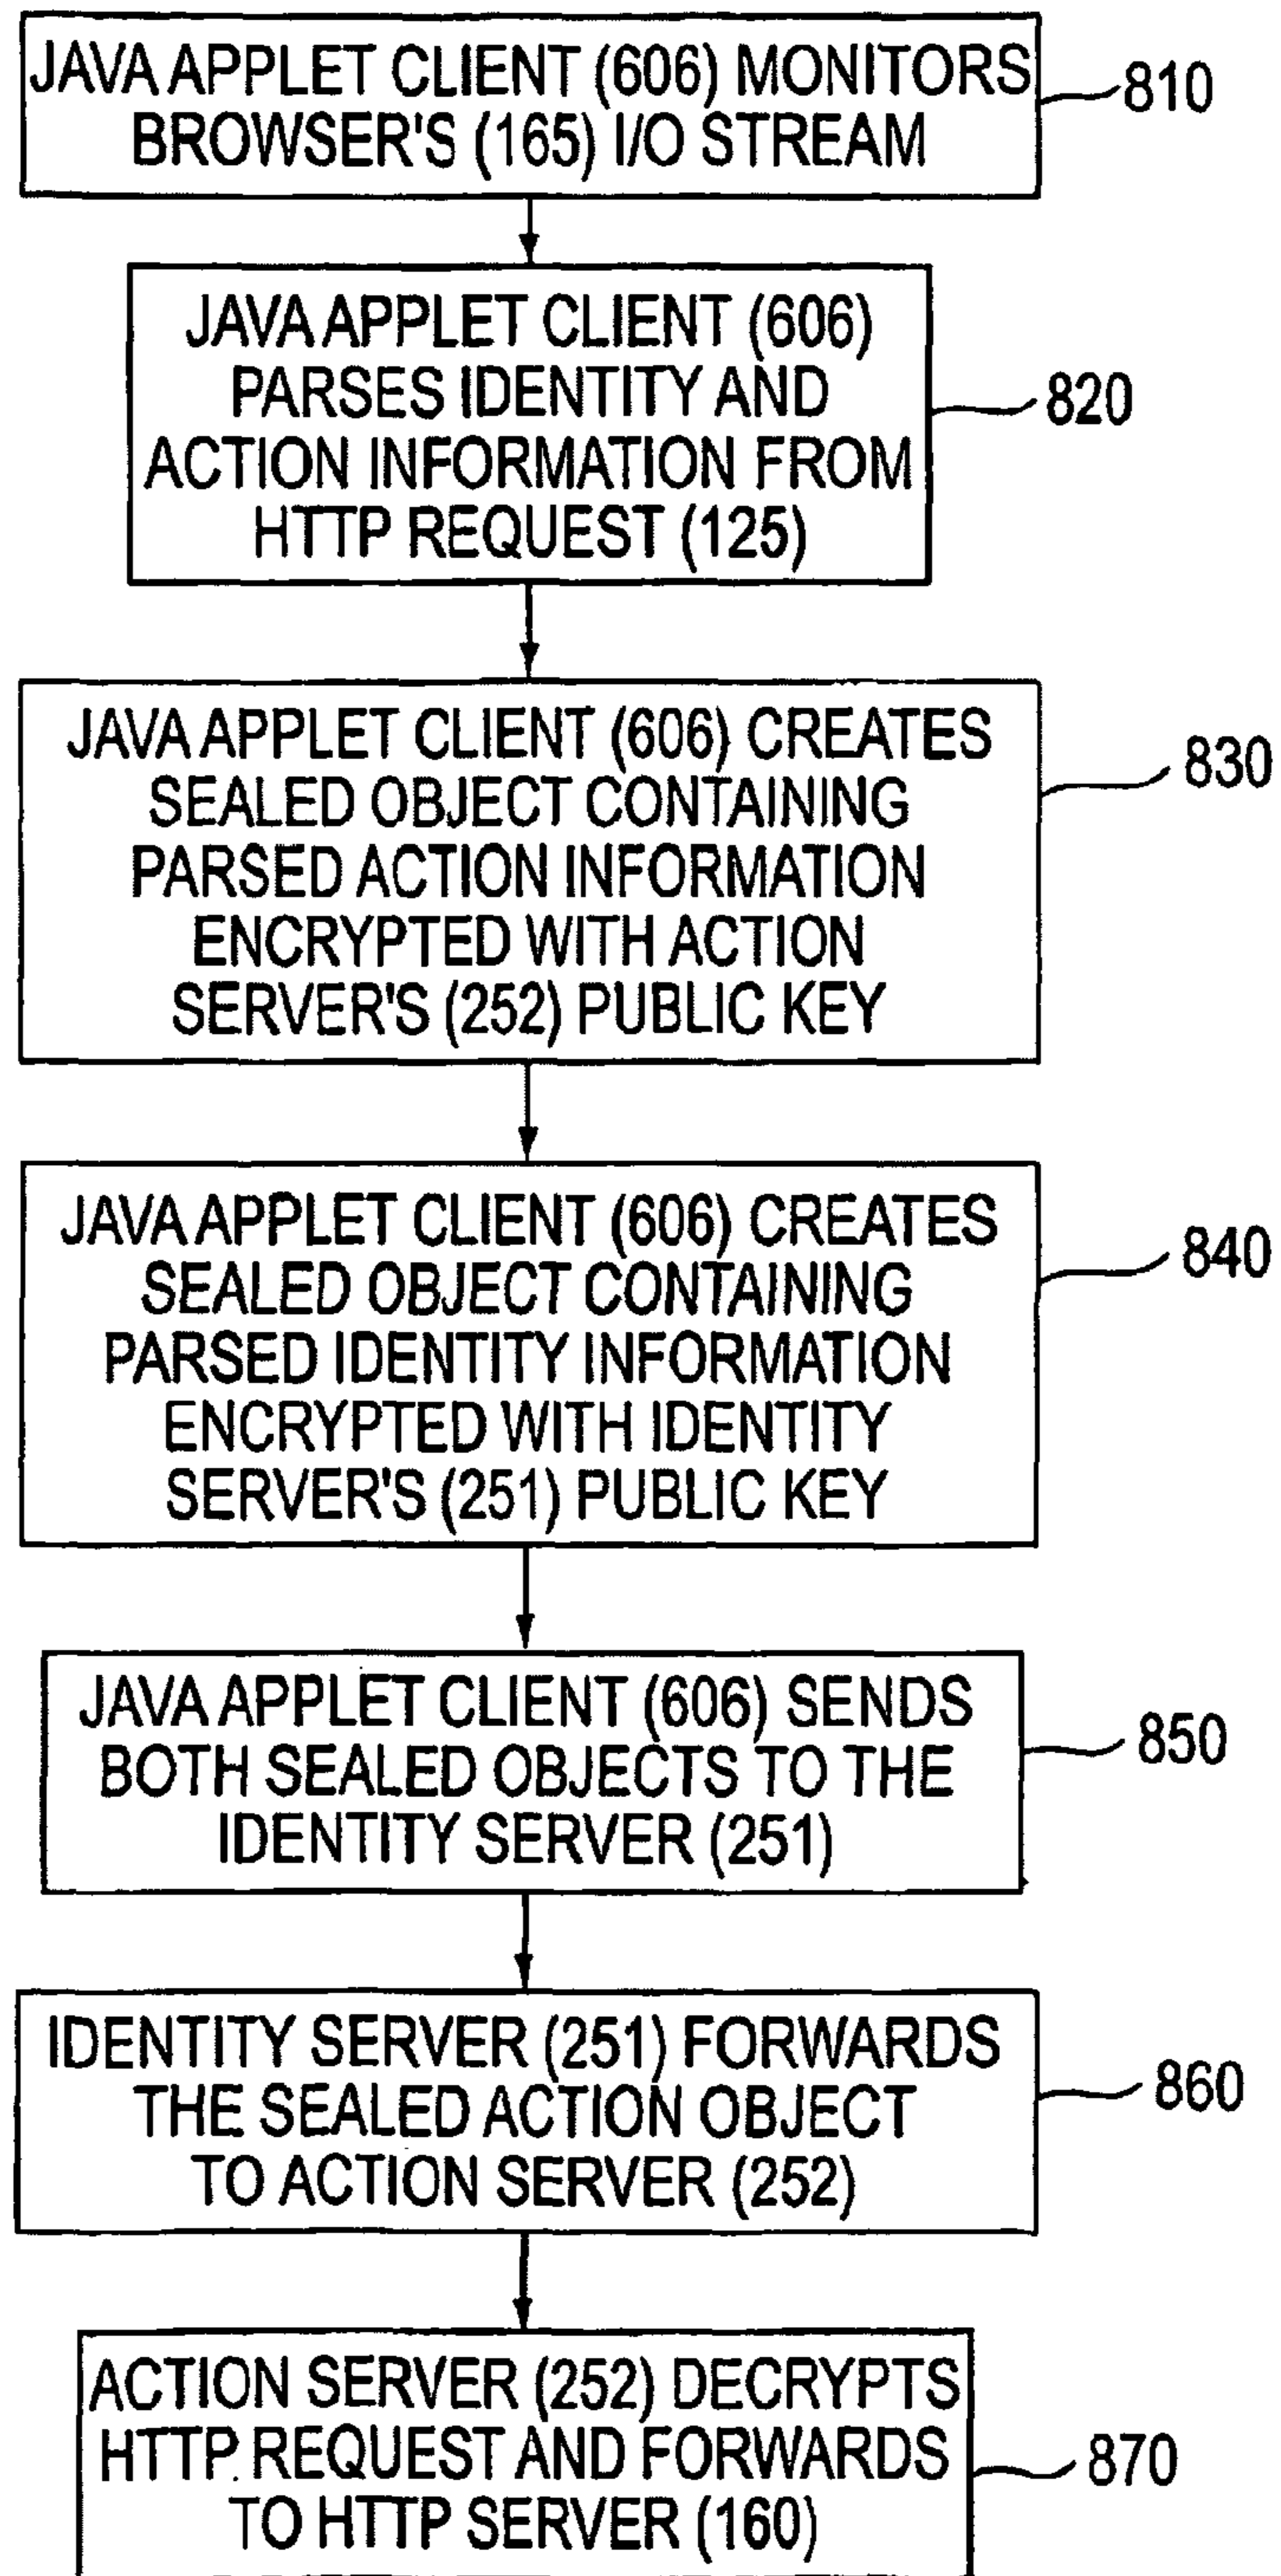 JAVA APPLET CLIENT (606) MONITORS
BROWSER'S (165) I/O STREAM
810
JAVA APPLET CLIENT (606)
PARSES IDENTITY AND
ACTION INFORMATION FROM
HTTP REQUEST (125)
820
JAVA APPLET CLIENT (606) CREATES
SEALED OBJECT CONTAINING
PARSED ACTION INFORMATION
ENCRYPTED WITH ACTION
SERVER'S (252) PUBLIC KEY
830
JAVA APPLET CLIENT (606) CREATES
SEALED OBJECT CONTAINING
PARSED IDENTITY INFORMATION
ENCRYPTED WITH IDENTITY
SERVER'S (251) PUBLIC KEY
840
JAVA APPLET CLIENT (606) SENDS
BOTH SEALED OBJECTS TO THE
IDENTITY SERVER (251)
850
IDENTITY SERVER (251) FORWARDS
THE SEALED ACTION OBJECT
TO ACTION SERVER (252)
860
ACTION SERVER (252) DECRYPTS
HTTP REQUEST AND FORWARDS
TO HTTP SERVER (160)
870